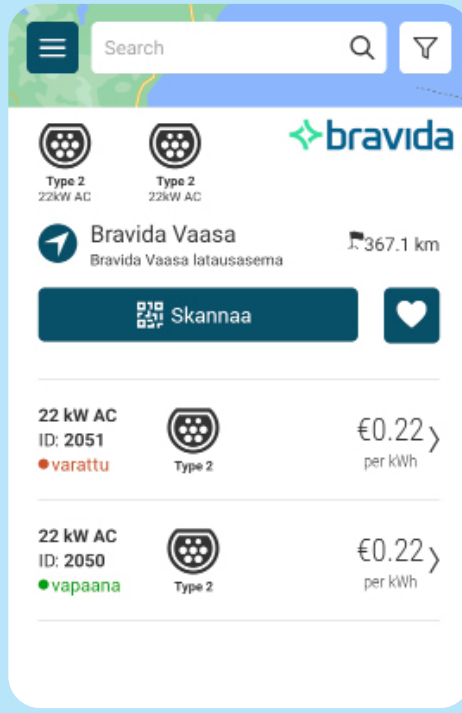 Search
bravida
Type 2
22kW AC
Type 2
22kW AC
Bravida Vaasa
Bravida Vaasa latausasema
367.1 km
Skannaa
22 kW AC
ID: 2051
varattu
Type 2
€0.22
per kWh
22 kW AC
ID: 2050
vapaana
Type 2
€0.22
per kWh